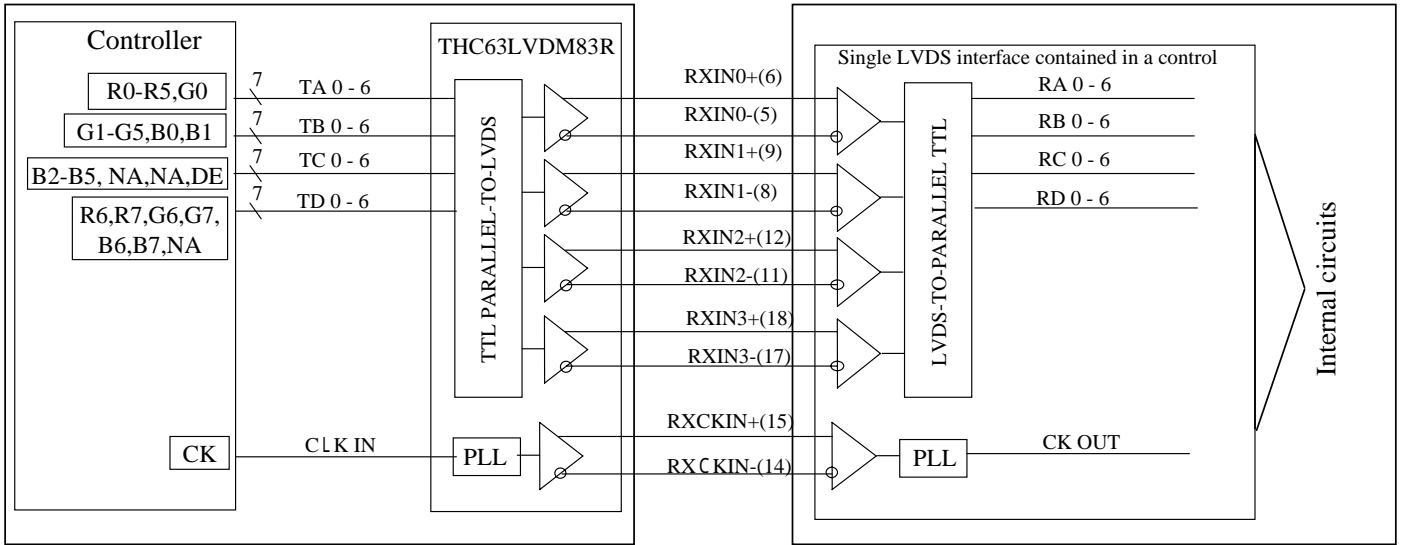 Controller
R0-R5,G0
G1-G5,B0,B1
B2-B5, NA,NA,DE
R6,R7,G6,G7,
B6,B7,NA
CK
7
TA 0 - 6
7
TB 0 - 6
7
TC 0 - 6
7
TD 0 - 6
CLK IN
THC63LVDM83R
TTL PARALLEL-TO-LVDS
PLL
RXIN0+(6)
RXIN0-(5)
RXIN1+(9)
RXIN1-(8)
RXIN2+(12)
RXIN2-(11)
RXIN3+(18)
RXIN3-(17)
RXCKIN+(15)
RXCKIN-(14)
Single LVDS interface contained in a control
LVDS-TO-PARALLEL TTL
PLL
RA 0 - 6
RB 0 - 6
RC 0 - 6
RD 0 - 6
CK OUT
Internal circuits